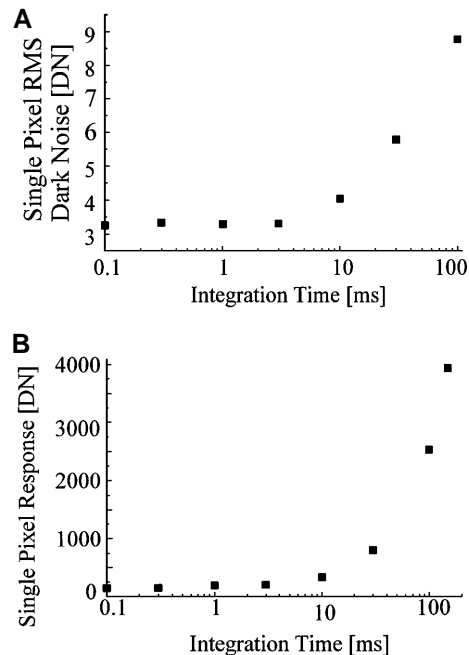 A
Single Pixel RMS
Dark Noise [DN]
9
8
7
6
5
4
3
0.1 1 10 100
Integration Time [ms]
B
Single Pixel Response [DN]
4000
3000
2000
1000
0
0.1 1 10 100
Integration Time [ms]